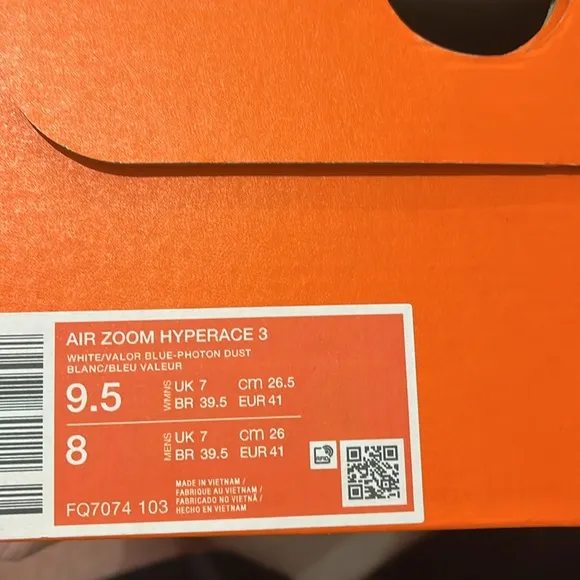 AIR ZOOM HYPERACE 3
WHITE/VALOR BLUE-PHOTON DUST
BLANC/BLEU VALEUR
9.5 WMNS UK 7 cm 26.5
BR 39.5 EUR 41
8 MENS UK 7 cm 26
BR 39.5 EUR 41
RFID
MADE IN VIETNAM /
FABRIQUÉ AU VIETNAM /
FABRICADO NO VIETNÃ /
HECHO EN VIETNAM
FQ7074 103